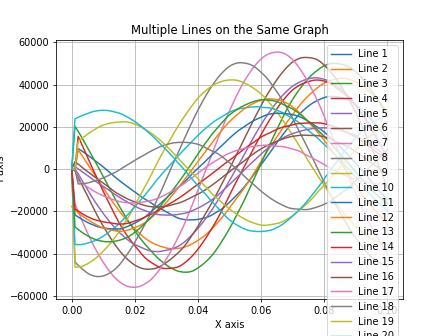 Multiple Lines on the Same Graph
60000
40000
20000
0
−20000
−40000
−60000
0.00
0.02
0.04
0.06
X axis
Line 1
Line 2
Line 3
Line 4
Line 5
Line 6
Line 7
Line 8
Line 9
Line 10
Line 11
Line 12
Line 13
Line 14
Line 15
Line 16
Line 17
Line 18
Line 19
Line 20